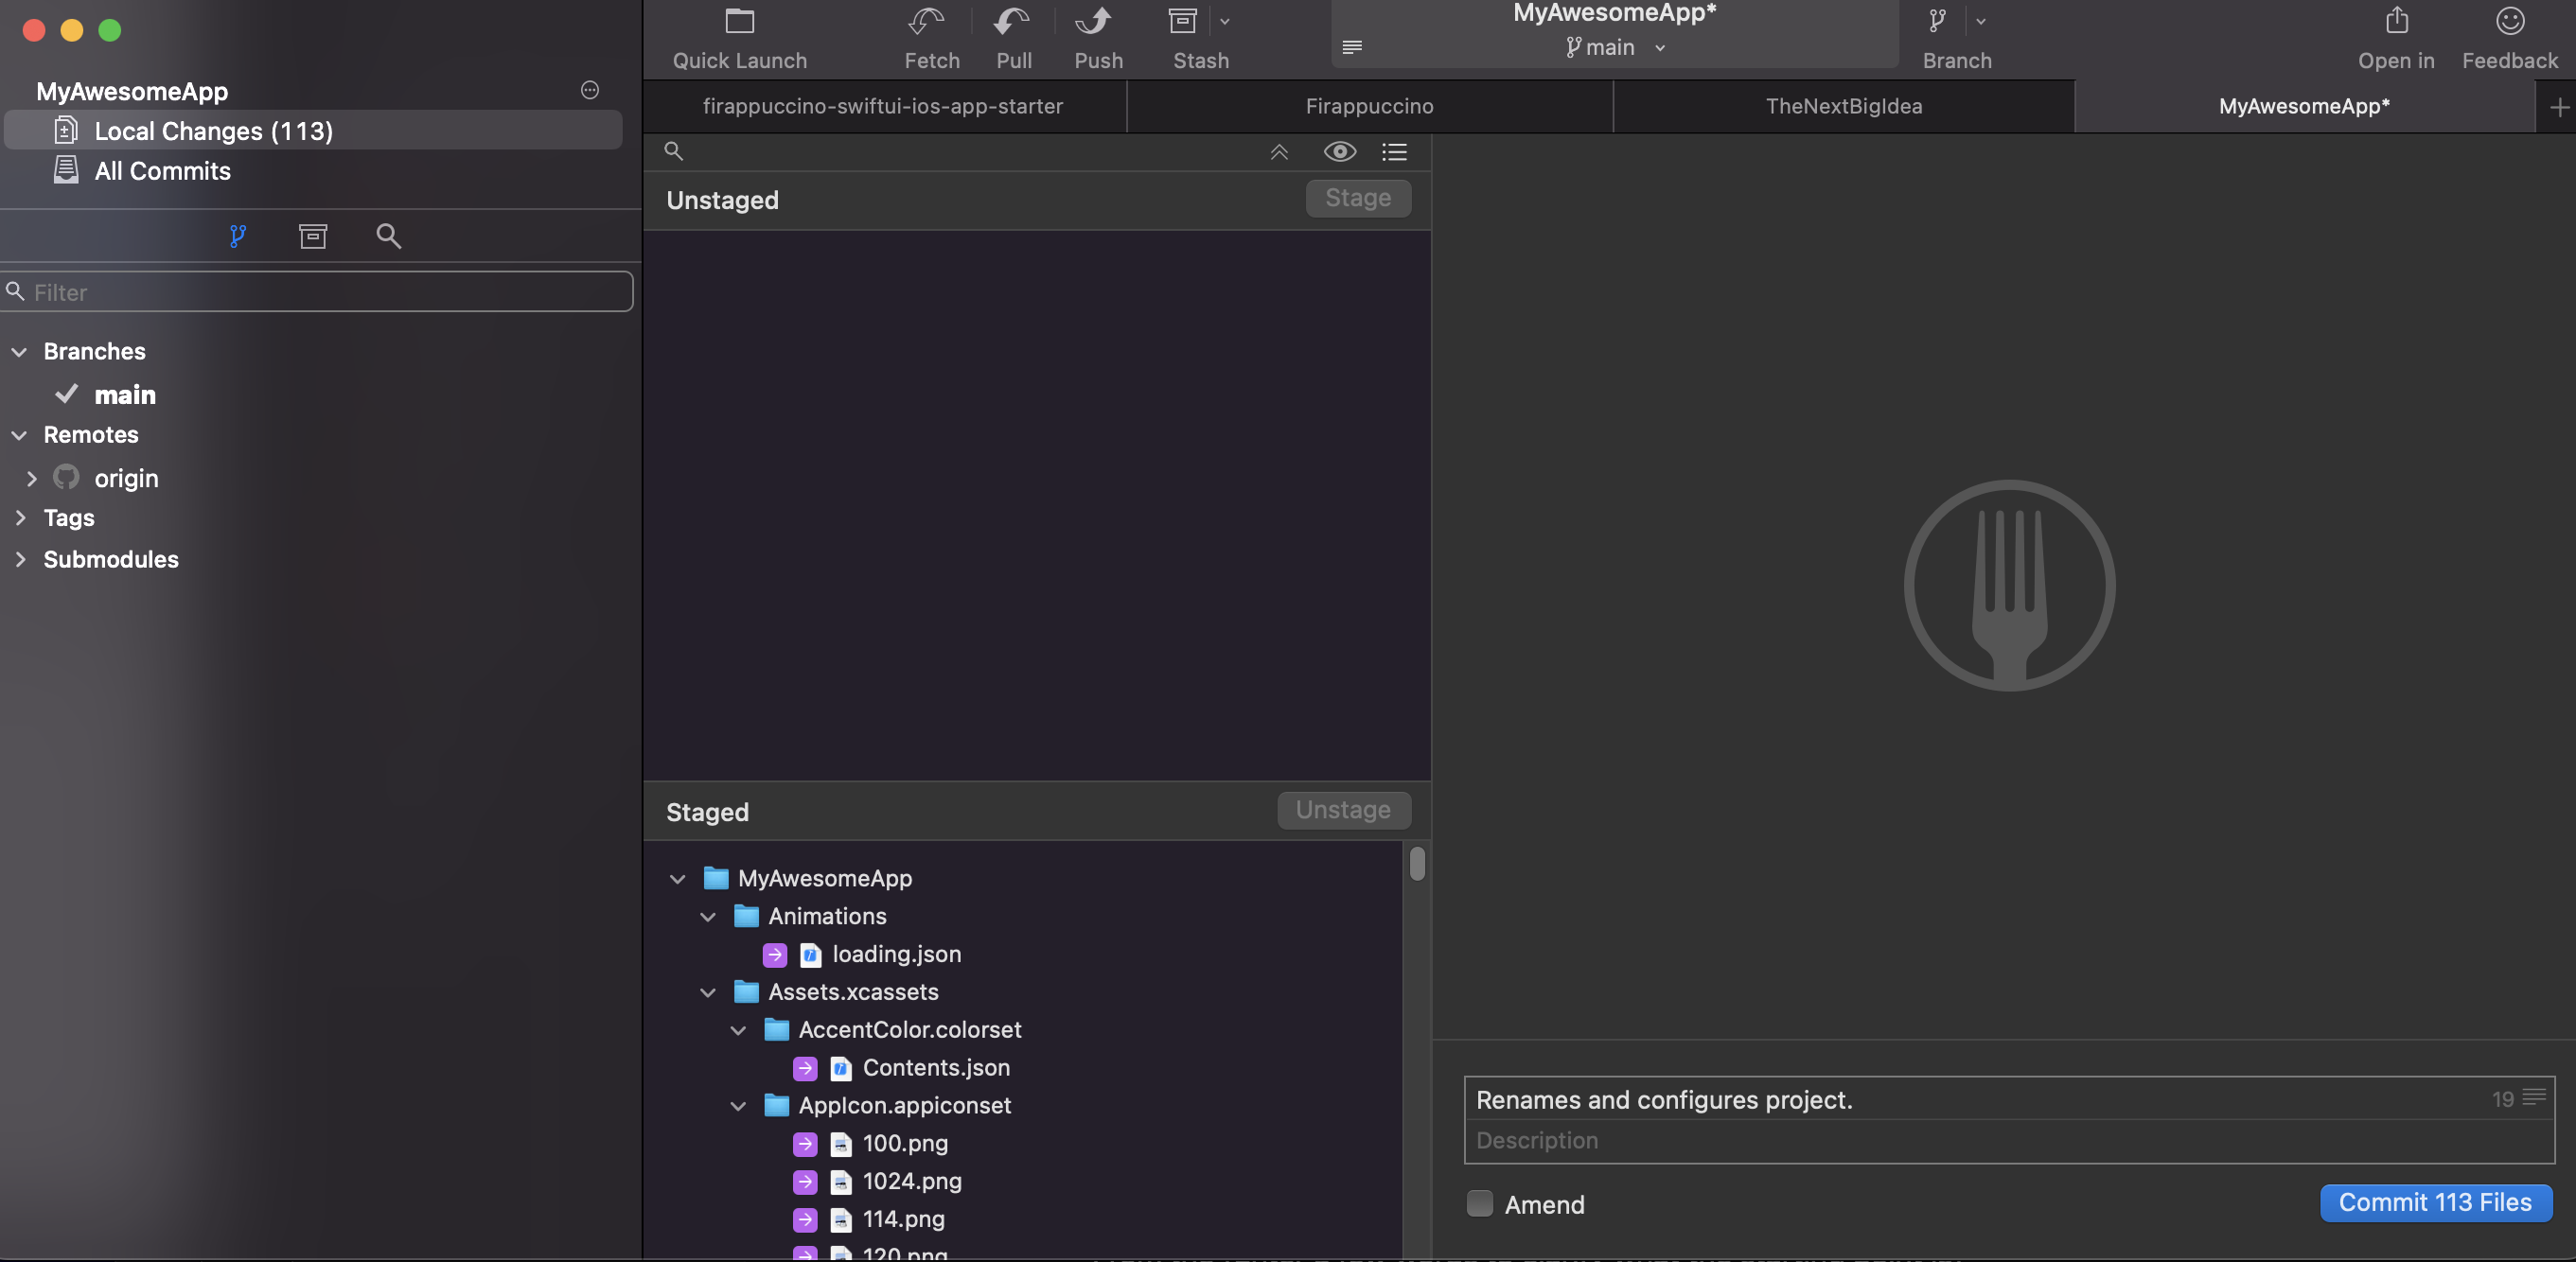 MyAwesomeApp
Local Changes (113)
All Commits
Filter
Branches
main
Remotes
origin
Tags
Submodules
Quick Launch
Fetch
Pull
Push
Stash
MyAwesomeApp*
main
Branch
Open in
Feedback
firappuccino-swiftui-ios-app-starter
Firappuccino
TheNextBigIdea
MyAwesomeApp*
Unstaged
Stage
Staged
Unstage
MyAwesomeApp
Animations
loading.json
Assets.xcassets
AccentColor.colorset
Contents.json
AppIcon.appiconset
100.png
1024.png
114.png
120.png
Renames and configures project.
19
Description
Amend
Commit 113 Files